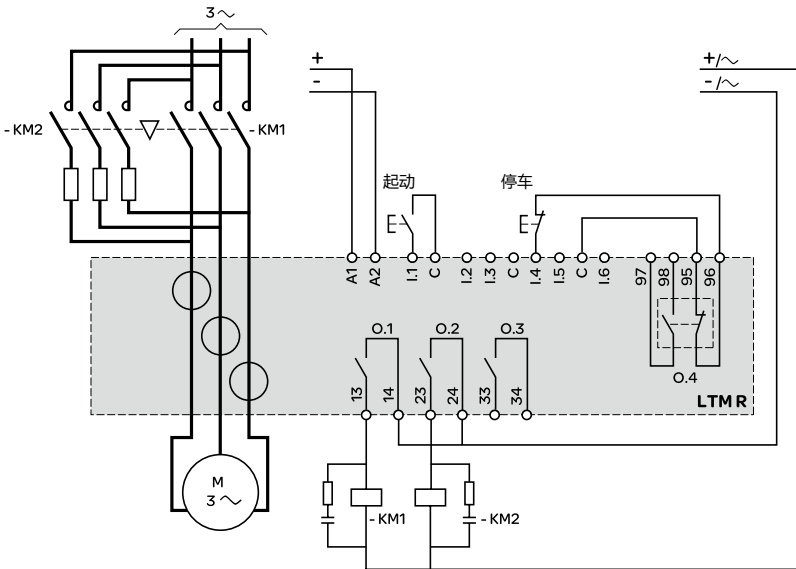 3～
+
-
+/～
-/～
-KM2
-KM1
起动
停车
A1
A2
I.1
C
I.2
I.3
C
I.4
I.5
C
I.6
97
98
95
96
O.1
O.2
O.3
O.4
13
14
23
24
33
34
LTM R
M
3～
-KM1
-KM2